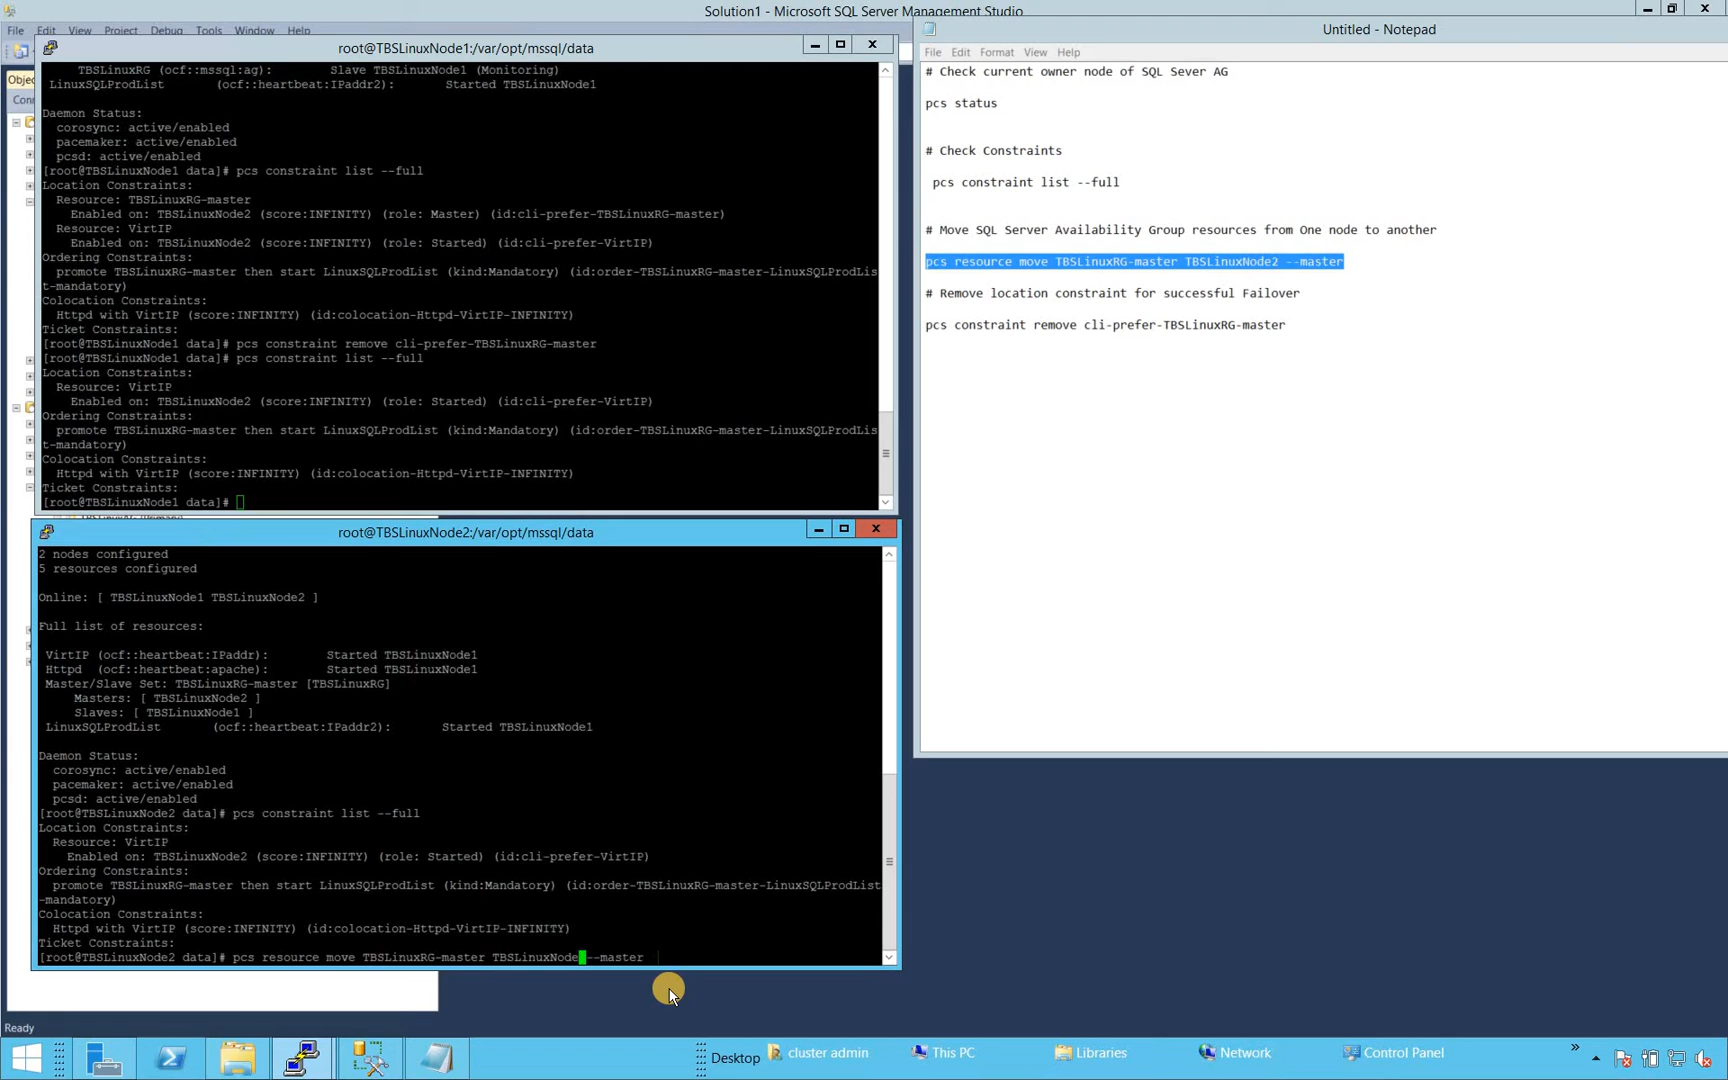 Solution1 - Microsoft SQL Server Management Studio
File Edit View Project Debug Tools Window Help
root@TBSLinuxNode1:/var/opt/mssql/data
TBSLinuxRG (ocf::mssql:ag): Slave TBSLinuxNode1 (Monitoring)
LinuxSQLProdList (ocf::heartbeat:IPaddr2): Started TBSLinuxNode1
Daemon Status:
corosync: active/enabled
pacemaker: active/enabled
pcsd: active/enabled
[root@TBSLinuxNode1 data]# pcs constraint list --full
Location Constraints:
Resource: TBSLinuxRG-master
Enabled on: TBSLinuxNode2 (score:INFINITY) (role: Master) (id:cli-prefer-TBSLinuxRG-master)
Resource: VirtIP
Enabled on: TBSLinuxNode2 (score:INFINITY) (role: Started) (id:cli-prefer-VirtIP)
Ordering Constraints:
promote TBSLinuxRG-master then start LinuxSQLProdList (kind:Mandatory) (id:order-TBSLinuxRG-master-LinuxSQLProdLis
t-mandatory)
Colocation Constraints:
Httpd with VirtIP (score:INFINITY) (id:colocation-Httpd-VirtIP-INFINITY)
Ticket Constraints:
[root@TBSLinuxNode1 data]# pcs constraint remove cli-prefer-TBSLinuxRG-master
[root@TBSLinuxNode1 data]# pcs constraint list --full
Location Constraints:
Resource: VirtIP
Enabled on: TBSLinuxNode2 (score:INFINITY) (role: Started) (id:cli-prefer-VirtIP)
Ordering Constraints:
promote TBSLinuxRG-master then start LinuxSQLProdList (kind:Mandatory) (id:order-TBSLinuxRG-master-LinuxSQLProdLis
t-mandatory)
Colocation Constraints:
Httpd with VirtIP (score:INFINITY) (id:colocation-Httpd-VirtIP-INFINITY)
Ticket Constraints:
[root@TBSLinuxNode1 data]#
root@TBSLinuxNode2:/var/opt/mssql/data
2 nodes configured
5 resources configured
Online: [ TBSLinuxNode1 TBSLinuxNode2 ]
Full list of resources:
VirtIP (ocf::heartbeat:IPaddr): Started TBSLinuxNode1
Httpd (ocf::heartbeat:apache): Started TBSLinuxNode1
Master/Slave Set: TBSLinuxRG-master [TBSLinuxRG]
Masters: [ TBSLinuxNode2 ]
Slaves: [ TBSLinuxNode1 ]
LinuxSQLProdList (ocf::heartbeat:IPaddr2): Started TBSLinuxNode1
Daemon Status:
corosync: active/enabled
pacemaker: active/enabled
pcsd: active/enabled
[root@TBSLinuxNode2 data]# pcs constraint list --full
Location Constraints:
Resource: VirtIP
Enabled on: TBSLinuxNode2 (score:INFINITY) (role: Started) (id:cli-prefer-VirtIP)
Ordering Constraints:
promote TBSLinuxRG-master then start LinuxSQLProdList (kind:Mandatory) (id:order-TBSLinuxRG-master-LinuxSQLProdList
-mandatory)
Colocation Constraints:
Httpd with VirtIP (score:INFINITY) (id:colocation-Httpd-VirtIP-INFINITY)
Ticket Constraints:
[root@TBSLinuxNode2 data]# pcs resource move TBSLinuxRG-master TBSLinuxNode --master
Untitled - Notepad
File Edit Format View Help
# Check current owner node of SQL Sever AG
pcs status
# Check Constraints
pcs constraint list --full
# Move SQL Server Availability Group resources from One node to another
pcs resource move TBSLinuxRG-master TBSLinuxNode2 --master
# Remove location constraint for successful Failover
pcs constraint remove cli-prefer-TBSLinuxRG-master
Ready
Desktop cluster admin This PC Libraries Network Control Panel